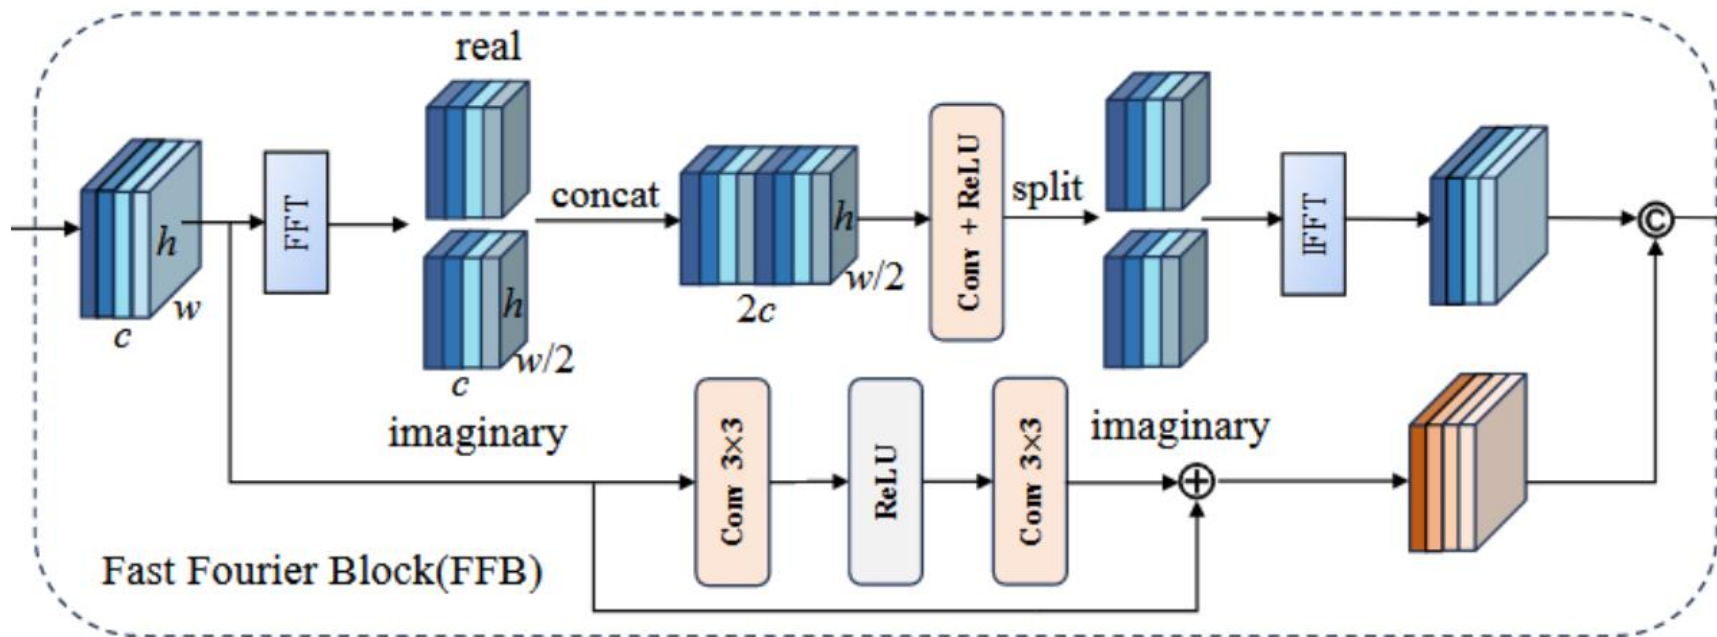 real
h
w
c
FFT
h
w/2
c
imaginary
concat
h
w/2
2c
Conv + ReLU
split
imaginary
IFFT
©
Conv 3×3
ReLU
Conv 3×3
+
Fast Fourier Block(FFB)